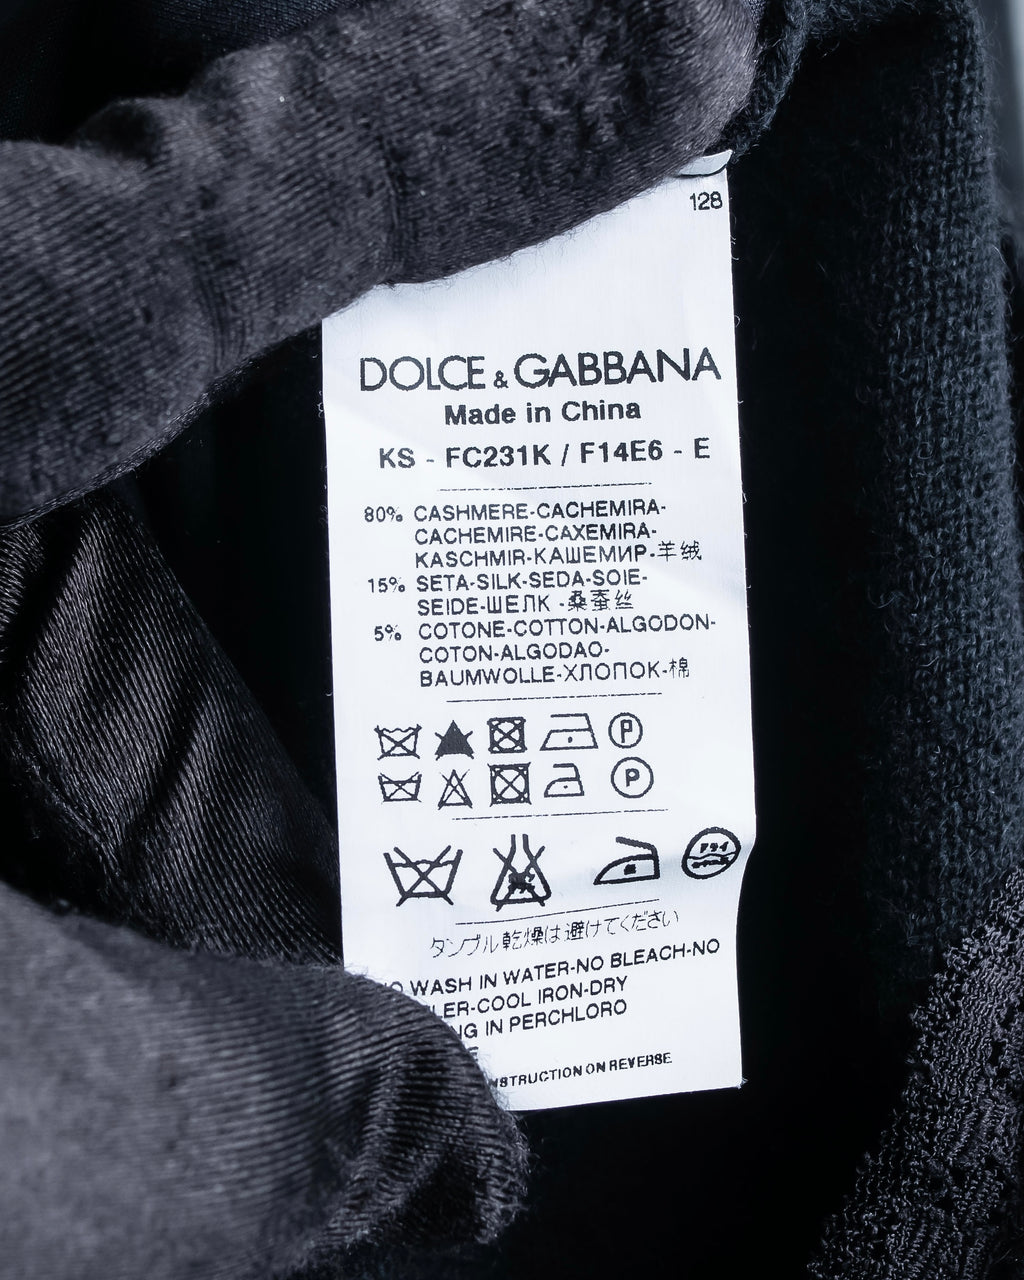 128
DOLCE & GABBANA
Made in China
KS - FC231K / F14E6 - E
80% CASHMERE-CACHEMIRA-
CACHEMIRE-CAXEMIRA-
KASCHMIR-КАШЕМИР-羊绒
15% SETA-SILK-SEDA-SOIE-
SEIDE-ШЕЛК -桑蚕丝
5% COTONE-COTTON-ALGODON-
COTON-ALGODAO-
BAUMWOLLE-ХЛОПОК-棉
P
P
ドライ
タンブル乾燥は避けてください
WASH IN WATER-NO BLEACH-NO
LER-COOL IRON-DRY
NG IN PERCHLORO
NSTRUCTION ON REVERSE